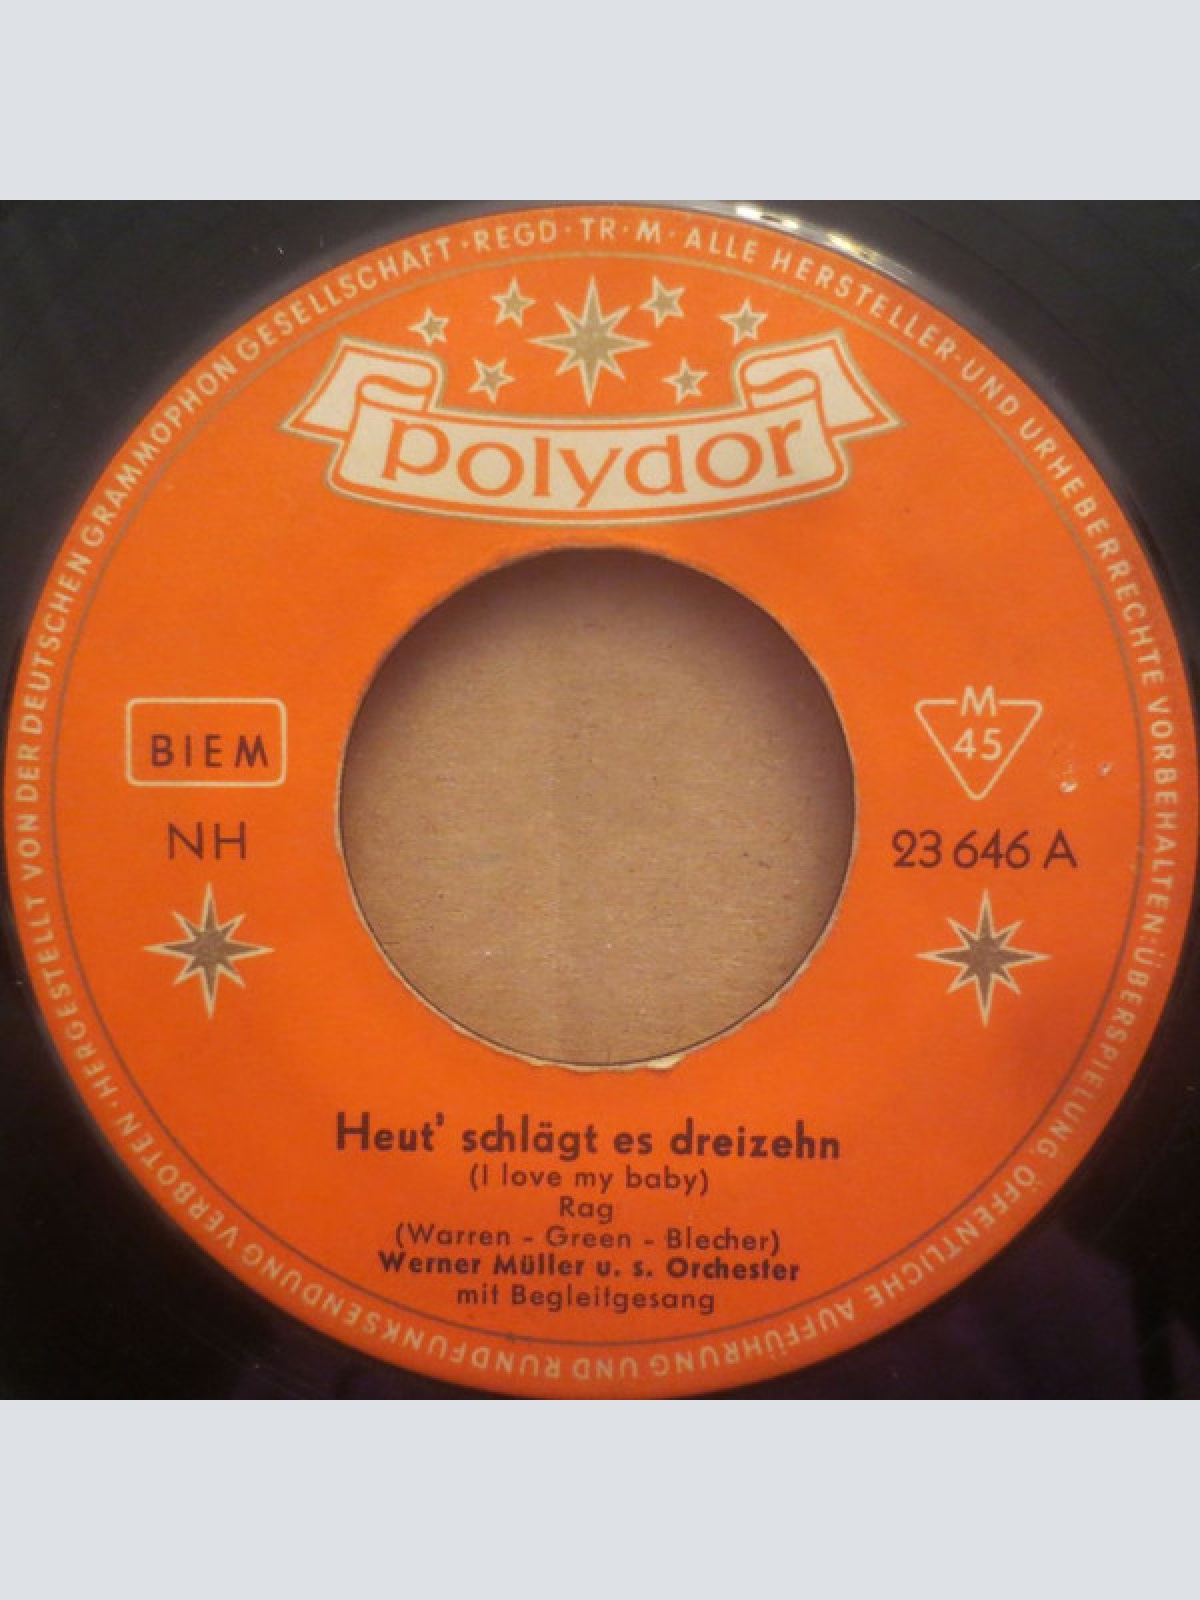 HERGESTELLT VON DER DEUTSCHEN GRAMMOPHON GESELLSCHAFT · REGD · TR · M · ALLE HERSTELLER- UND URHEBERRECHTE VORBEHALTEN: ÜBERSPIELUNG, ÖFFENTLICHE AUFFÜHRUNG UND RUNDFUNKSENDUNG VERBOTEN ·
polydor
BIEM
NH
M
45
23 646 A
Heut' schlägt es dreizehn
(I love my baby)
Rag
(Warren - Green - Blecher)
Werner Müller u. s. Orchester
mit Begleitgesang